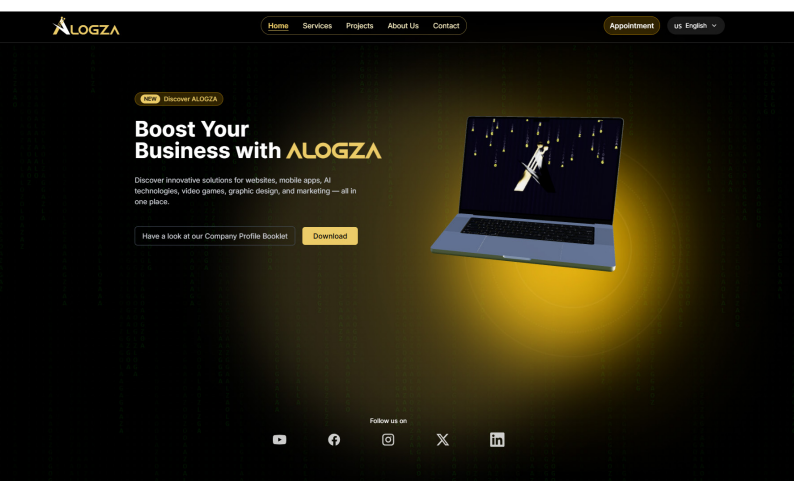 ALOGZA
Home Services Projects About Us Contact
Appointment
US English
NEW Discover ALOGZA
Boost Your
Business with ALOGZA
Discover innovative solutions for websites, mobile apps, AI
technologies, video games, graphic design, and marketing — all in
one place.
Have a look at our Company Profile Booklet
Download
Follow us on